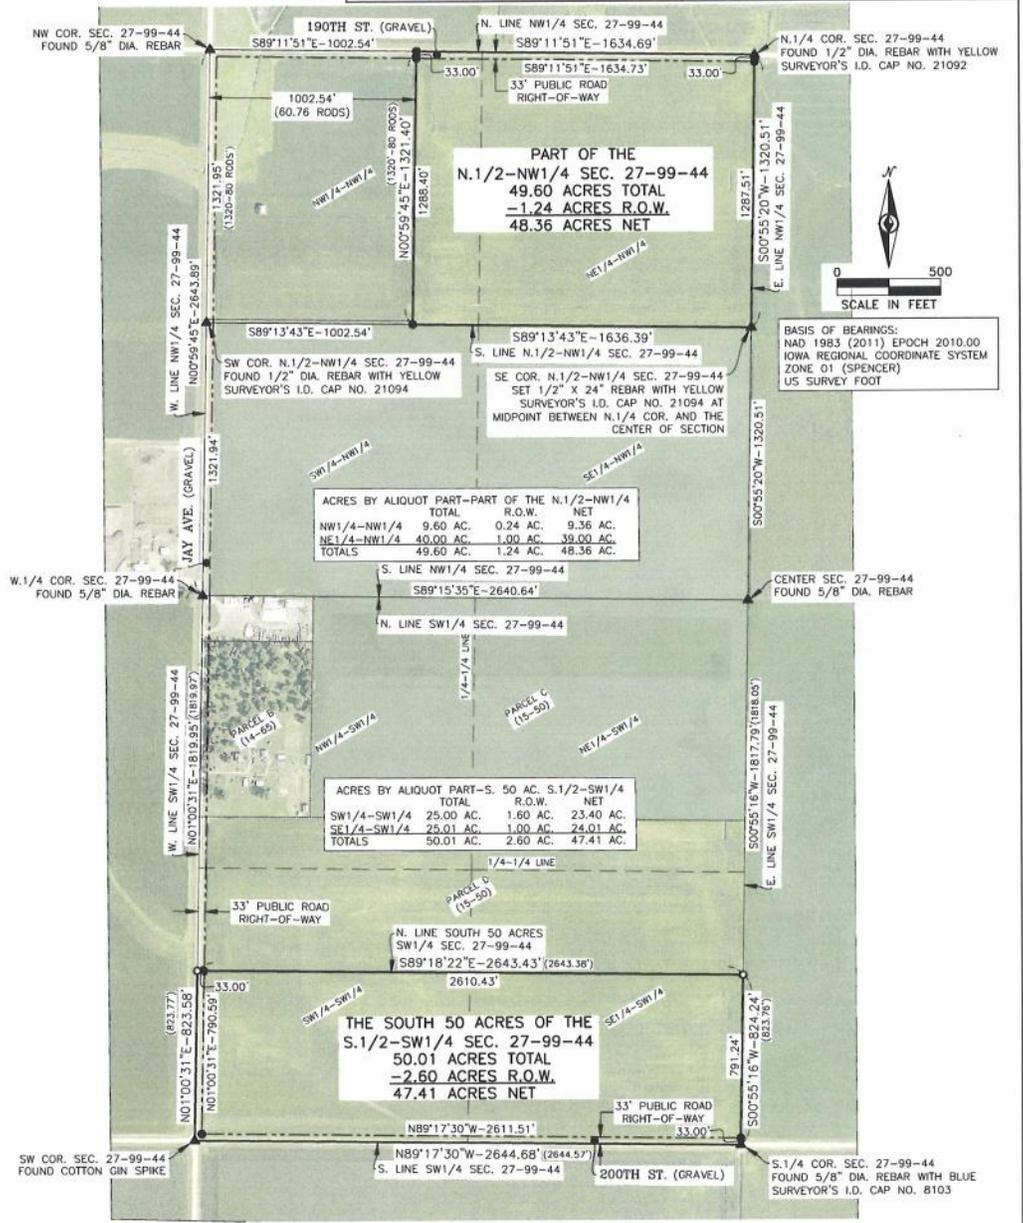 190TH ST. (GRAVEL)
N. LINE NW1/4 SEC. 27-99-44
NW COR. SEC. 27-99-44
FOUND 5/8" DIA. REBAR
S89°11'51"E-1002.54'
S89°11'51"E-1634.69'
N.1/4 COR. SEC. 27-99-44
FOUND 1/2" DIA. REBAR WITH YELLOW
SURVEYOR'S I.D. CAP NO. 21092
33.00'
S89°11'51"E-1634.73'
33.00'
33' PUBLIC ROAD
RIGHT-OF-WAY
1002.54'
(60.76 RODS)
1321.95'
(1320-80 RODS)
NW1/4-NW1/4
(1320'-80 RODS)
N00°59'45"E-1321.40'
1288.40'
PART OF THE
N.1/2-NW1/4 SEC. 27-99-44
49.60 ACRES TOTAL
-1.24 ACRES R.O.W.
48.36 ACRES NET
NE1/4-NW1/4
1287.51'
S00°55'20"W-1320.51'
E. LINE NW1/4 SEC. 27-99-44
N
0 500
SCALE IN FEET
BASIS OF BEARINGS:
NAD 1983 (2011) EPOCH 2010.00
IOWA REGIONAL COORDINATE SYSTEM
ZONE 01 (SPENCER)
US SURVEY FOOT
W. LINE NW1/4 SEC. 27-99-44
N00°59'45"E-2643.89'
S89°13'43"E-1002.54'
S89°13'43"E-1636.39'
S. LINE N.1/2-NW1/4 SEC. 27-99-44
SW COR. N.1/2-NW1/4 SEC. 27-99-44
FOUND 1/2" DIA. REBAR WITH YELLOW
SURVEYOR'S I.D. CAP NO. 21094
SE COR. N.1/2-NW1/4 SEC. 27-99-44
SET 1/2" X 24" REBAR WITH YELLOW
SURVEYOR'S I.D. CAP NO. 21094 AT
MIDPOINT BETWEEN N.1/4 COR. AND THE
CENTER OF SECTION
1321.94'
JAY AVE. (GRAVEL)
SW1/4-NW1/4
SE1/4-NW1/4
S00°55'20"W-1320.51'
ACRES BY ALIQUOT PART-PART OF THE N.1/2-NW1/4
TOTAL R.O.W. NET
NW1/4-NW1/4 9.60 AC. 0.24 AC. 9.36 AC.
NE1/4-NW1/4 40.00 AC. 1.00 AC. 39.00 AC.
TOTALS 49.60 AC. 1.24 AC. 48.36 AC.
S. LINE NW1/4 SEC. 27-99-44
W.1/4 COR. SEC. 27-99-44
FOUND 5/8" DIA. REBAR
S89°15'35"E-2640.64'
CENTER SEC. 27-99-44
FOUND 5/8" DIA. REBAR
N. LINE SW1/4 SEC. 27-99-44
1/4-1/4 LINE
W. LINE SW1/4 SEC. 27-99-44
N01°00'31"E-1819.95' (1819.97')
PARCEL B
(14-65)
NW1/4-SW1/4
PARCEL C
(15-50)
NE1/4-SW1/4
S00°55'16"W-1817.79' (1818.05')
E. LINE SW1/4 SEC. 27-99-44
ACRES BY ALIQUOT PART-S. 50 AC. S.1/2-SW1/4
TOTAL R.O.W. NET
SW1/4-SW1/4 25.00 AC. 1.60 AC. 23.40 AC.
SE1/4-SW1/4 25.01 AC. 1.00 AC. 24.01 AC.
TOTALS 50.01 AC. 2.60 AC. 47.41 AC.
1/4-1/4 LINE
PARCEL D
(15-50)
33' PUBLIC ROAD
RIGHT-OF-WAY
N. LINE SOUTH 50 ACRES
SW1/4 SEC. 27-99-44
S89°18'22"E-2643.43' (2643.38')
2610.43'
33.00'
(823.77')
N01°00'31"E-823.58'
N01°00'31"E-790.59'
SW1/4-SW1/4
SE1/4-SW1/4
THE SOUTH 50 ACRES OF THE
S.1/2-SW1/4 SEC. 27-99-44
50.01 ACRES TOTAL
-2.60 ACRES R.O.W.
47.41 ACRES NET
791.24'
S00°55'16"W-824.24'
(823.76')
33' PUBLIC ROAD
RIGHT-OF-WAY
N89°17'30"W-2611.51'
33.00'
N89°17'30"W-2644.68' (2644.57')
S. LINE SW1/4 SEC. 27-99-44
200TH ST. (GRAVEL)
SW COR. SEC. 27-99-44
FOUND COTTON GIN SPIKE
S.1/4 COR. SEC. 27-99-44
FOUND 5/8" DIA. REBAR WITH BLUE
SURVEYOR'S I.D. CAP NO. 8103